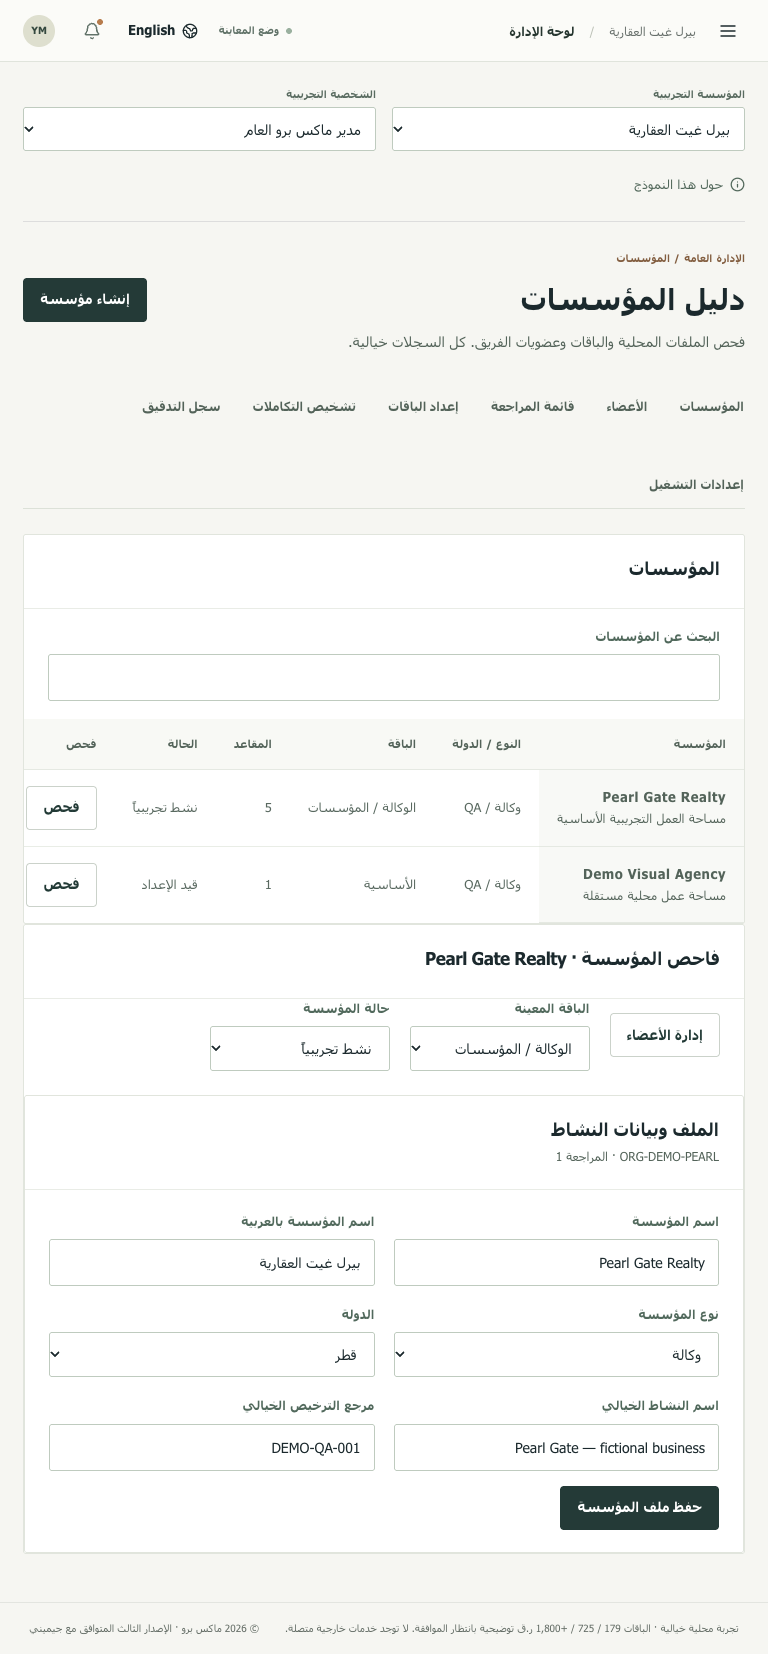 بيرل غيت العقارية / لوحة الإدارة
وضع المعاينة
English
YM
المؤسسة التجريبية
بيرل غيت العقارية
الشخصية التجريبية
مدير ماكس برو العام
حول هذا النموذج
الإدارة العامة / المؤسسات
دليل المؤسسات
إنشاء مؤسسة
فحص الملفات المحلية والباقات وعضويات الفريق. كل السجلات خيالية.
المؤسسات الأعضاء قائمة المراجعة إعداد الباقات تشخيص التكاملات سجل التدقيق
إعدادات التشغيل
المؤسسات
البحث عن المؤسسات
المؤسسة النوع / الدولة الباقة المقاعد الحالة فحص
Pearl Gate Realty
مساحة العمل التجريبية الأساسية
وكالة / QA الوكالة / المؤسسات 5 نشط تجريبياً فحص
Demo Visual Agency
مساحة عمل محلية مستقلة
وكالة / QA الأساسية 1 قيد الإعداد فحص
فاحص المؤسسة · Pearl Gate Realty
إدارة الأعضاء
الباقة المعينة
الوكالة / المؤسسات
حالة المؤسسة
نشط تجريبياً
الملف وبيانات النشاط
ORG-DEMO-PEARL · المراجعة 1
اسم المؤسسة
Pearl Gate Realty
اسم المؤسسة بالعربية
بيرل غيت العقارية
نوع المؤسسة
وكالة
الدولة
قطر
اسم النشاط الخيالي
Pearl Gate — fictional business
مرجع الترخيص الخيالي
DEMO-QA-001
حفظ ملف المؤسسة
تجربة محلية خيالية · الباقات 179 / 725 / +1,800 ر.ق توضيحية بانتظار الموافقة. لا توجد خدمات خارجية متصلة.
© 2026 ماكس برو · الإصدار الثالث المتوافق مع جيميني